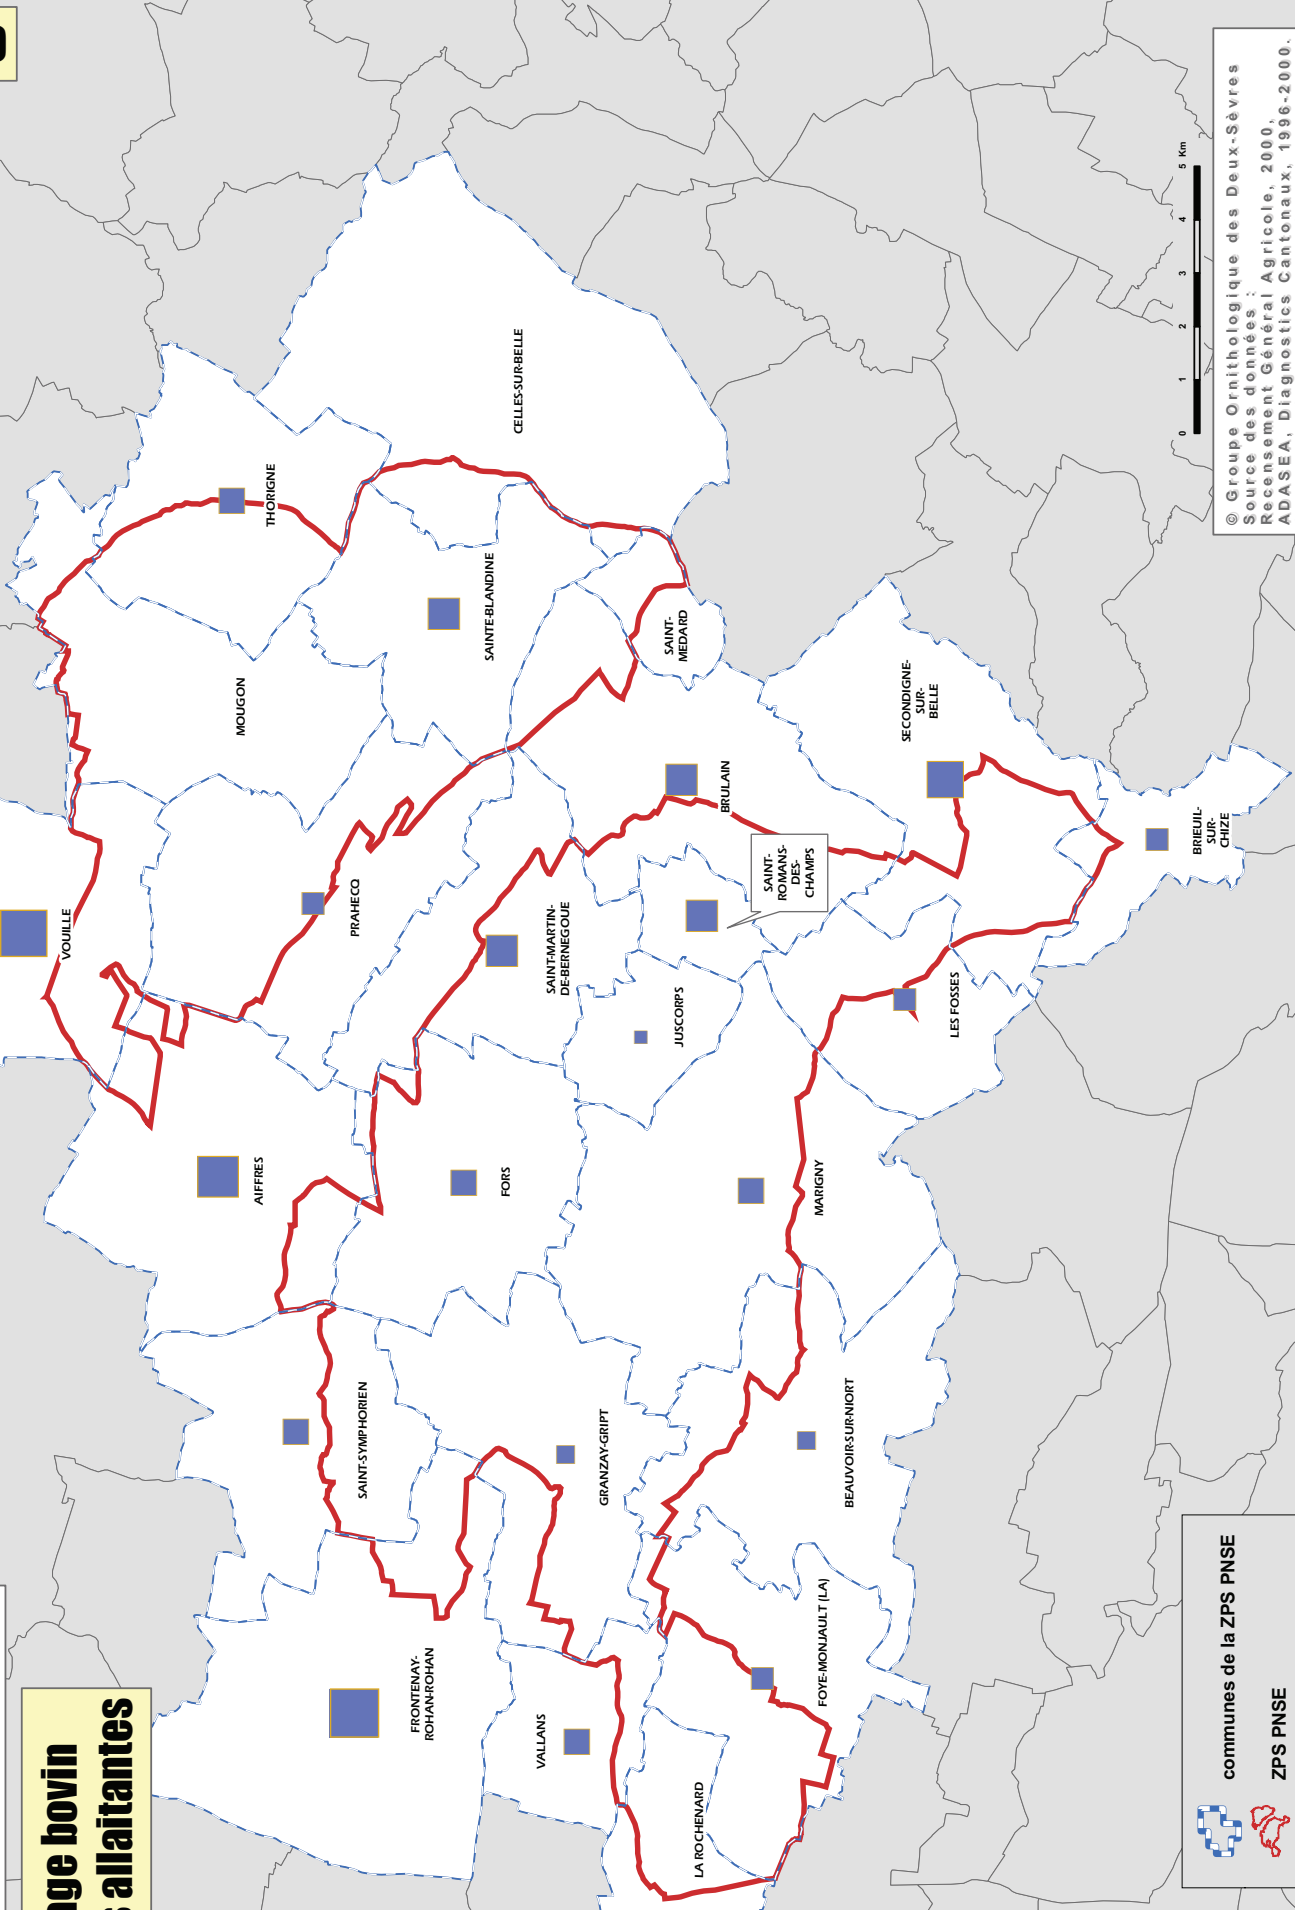 age bovin
s allaitantes
VOUILLE
THORIGNE
MOUGON
CELLES-SUR-BELLE
SAINTE-BLANDINE
PRAHECQ
AIFFRES
SAINT-
MEDARD
SECONDIGNE-
SUR-
BELLE
BRULAIN
SAINT-MARTIN-
DE-BERNEGOUE
SAINT-
ROMANS-
DES-
CHAMPS
BRIEUIL-
SUR-
CHIZE
JUSCORPS
LES FOSSES
FORS
MARIGNY
SAINT-SYMPHORIEN
GRANZAY-GRIPT
BEAUVOIR-SUR-NIORT
FRONTENAY-
ROHAN-ROHAN
VALLANS
FOYE-MONJAULT (LA)
LA ROCHENARD
0 1 2 3 4 5 Km
© Groupe Ornithologique des Deux-Sèvres
Source des données :
Recensement Général Agricole, 2000,
ADASEA, Diagnostics Cantonaux, 1996-2000.
communes de la ZPS PNSE
ZPS PNSE